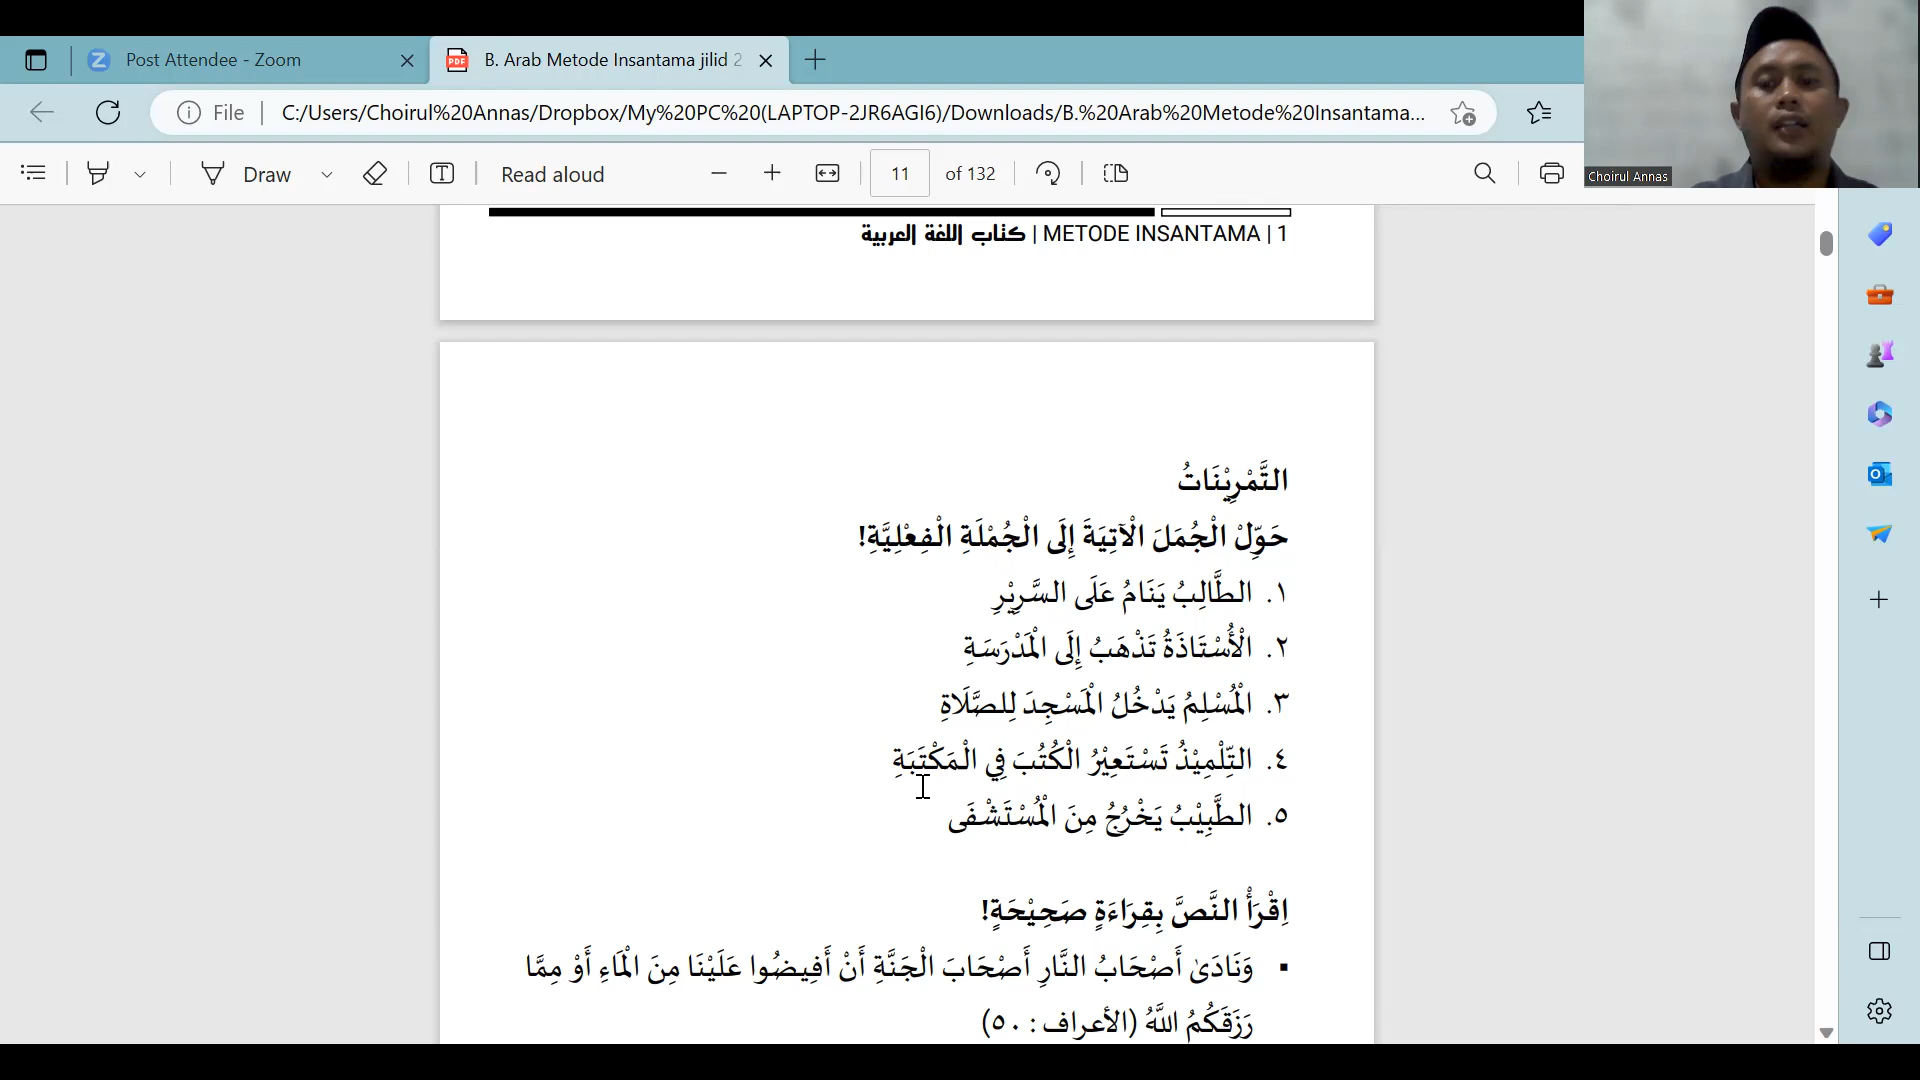 Post Attendee - Zoom
B. Arab Metode Insantama jilid 2
File
C:/Users/Choirul%20Annas/Dropbox/My%20PC%20(LAPTOP-2JR6AGI6)/Downloads/B.%20Arab%20Metode%20Insantama...
Draw
Read aloud
11
of 132
Choirul Annas
كتاب اللغة العربية | METODE INSANTAMA | 1
التَّمْرِيْنَاتُ
حَوِّلْ الْجُمَلَ الْآتِيَةَ إِلَى الْجُمْلَةِ الْفِعْلِيَّةِ!
١. الطَّالِبُ يَنَامُ عَلَى السَّرِيْرِ
٢. الْأُسْتَاذَةُ تَذْهَبُ إِلَى الْمَدْرَسَةِ
٣. الْمُسْلِمُ يَدْخُلُ الْمَسْجِدَ لِلصَّلَاةِ
٤. التِّلْمِيْذُ تَسْتَعِيْرُ الْكُتُبَ فِي الْمَكْتَبَةِ
٥. الطَّبِيْبُ يَخْرُجُ مِنَ الْمُسْتَشْفَى
اِقْرَأْ النَّصَّ بِقِرَاءَةٍ صَحِيْحَةٍ!
▪ وَنَادَىٰ أَصْحَابُ النَّارِ أَصْحَابَ الْجَنَّةِ أَنْ أَفِيضُوا عَلَيْنَا مِنَ الْمَاءِ أَوْ مِمَّا
رَزَقَكُمُ اللَّهُ (الأعراف : ٥٠)